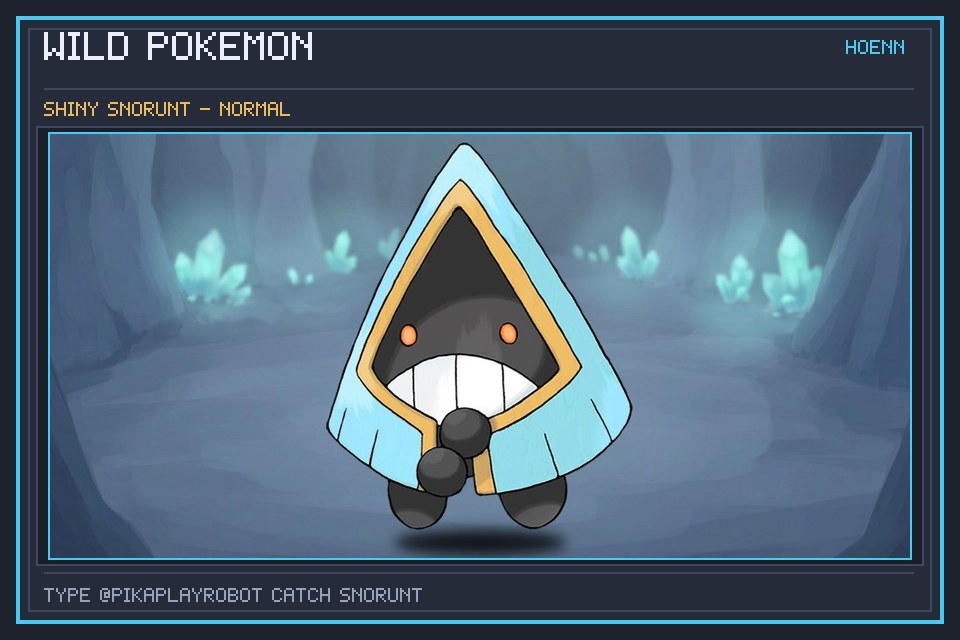 WILD POKEMON
HOENN
SHINY SNORUNT - NORMAL
TYPE @PIKAPLAYROBOT CATCH SNORUNT